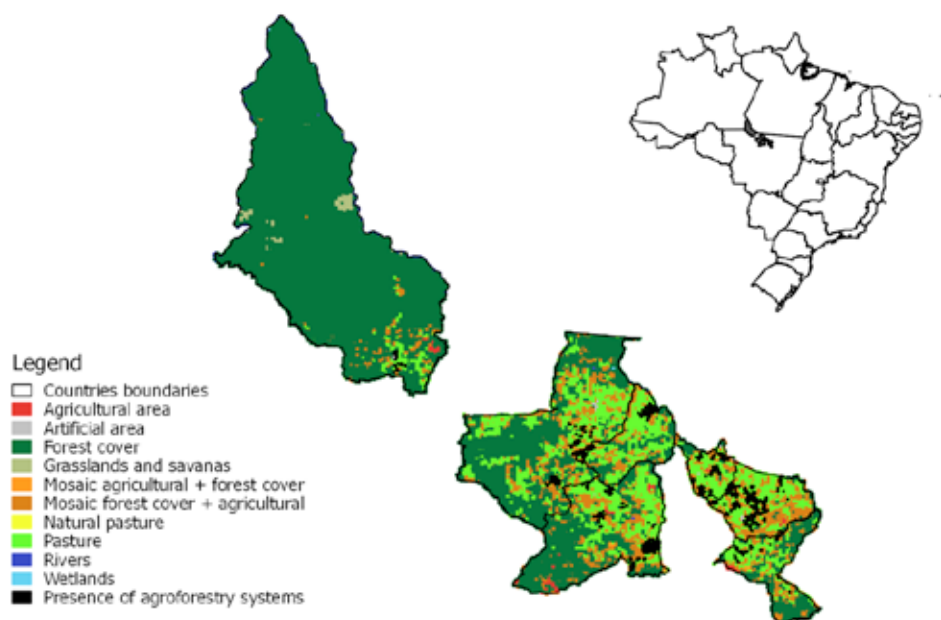 Legend
Countries boundaries
Agricultural area
Artificial area
Forest cover
Grasslands and savanas
Mosaic agricultural + forest cover
Mosaic forest cover + agricultural
Natural pasture
Pasture
Rivers
Wetlands
Presence of agroforestry systems